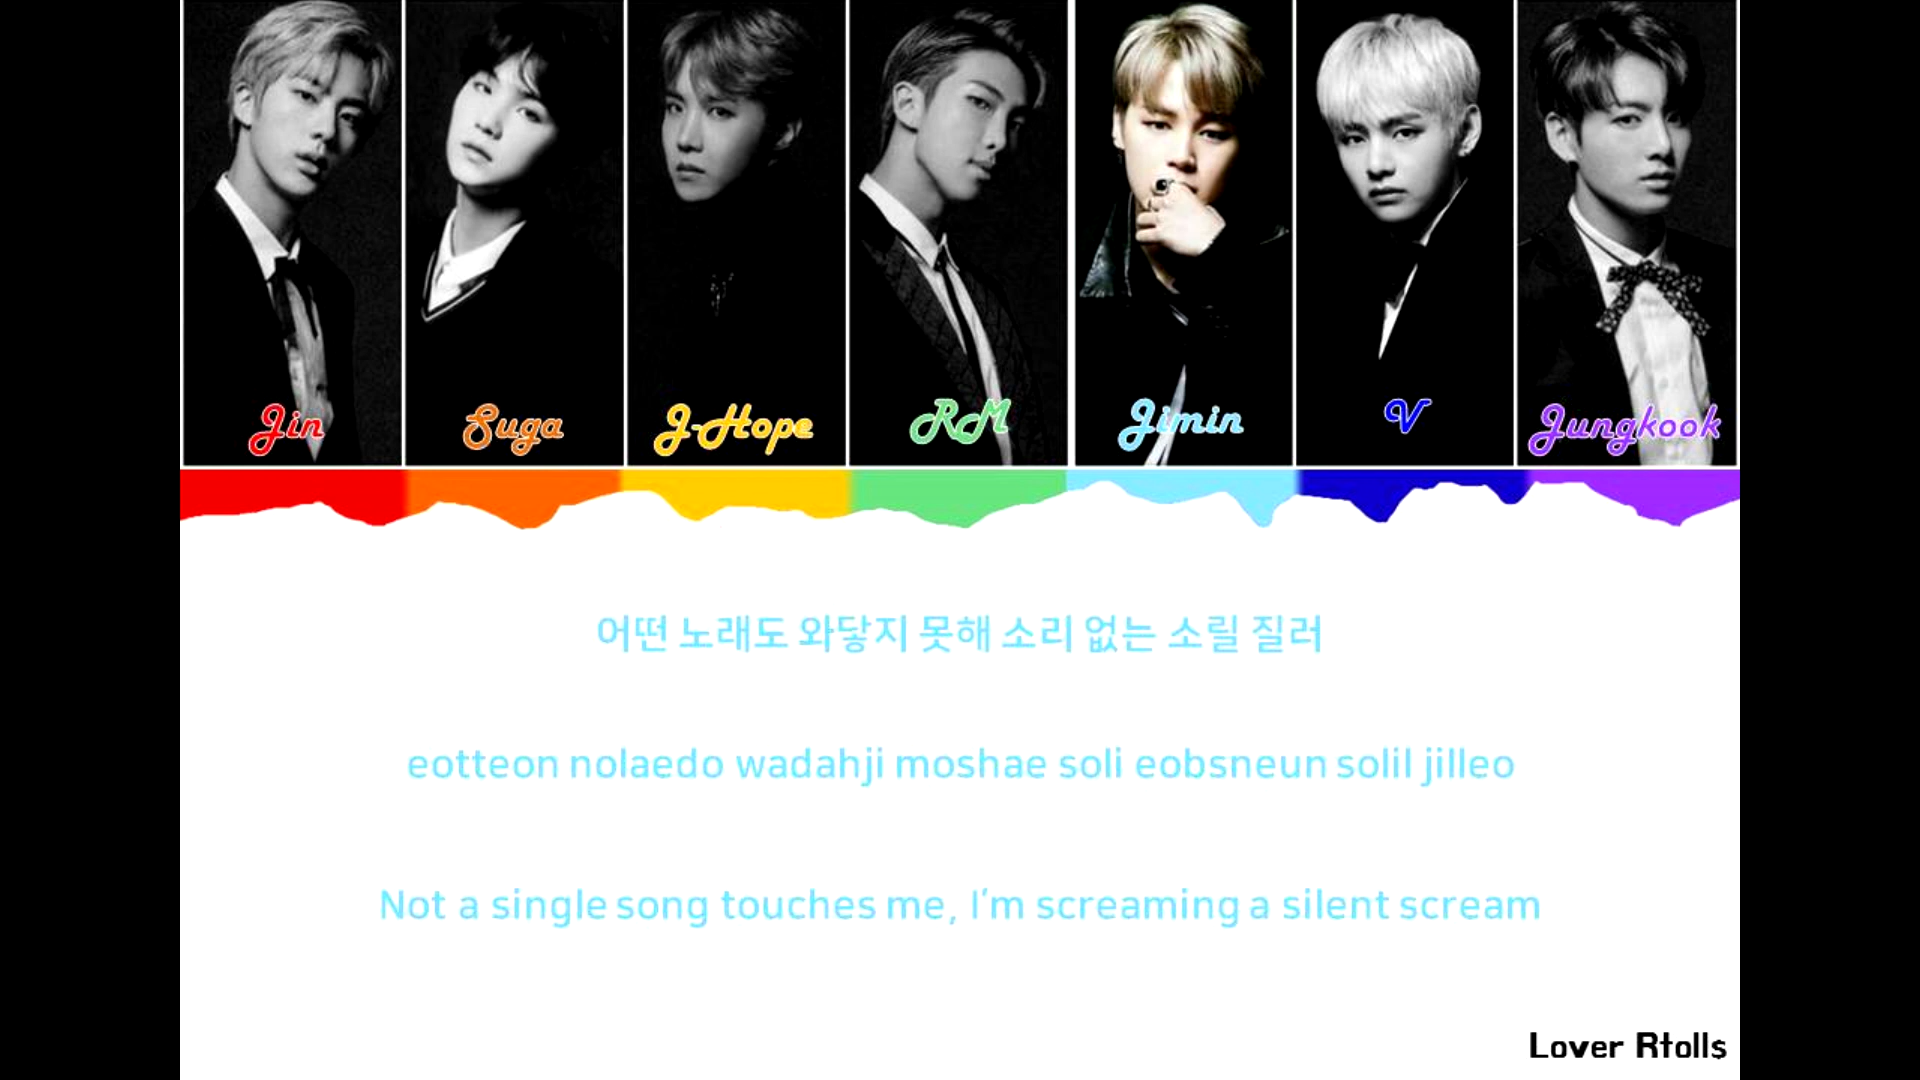 Jin
Suga
J-Hope
RM
Jimin
V
Jungkook
어떤 노래도 와닿지 못해 소리 없는 소릴 질러
eotteon nolaedo wadahji moshae soli eobsneun solil jilleo
Not a single song touches me, I'm screaming a silent scream
Lover Rtolls